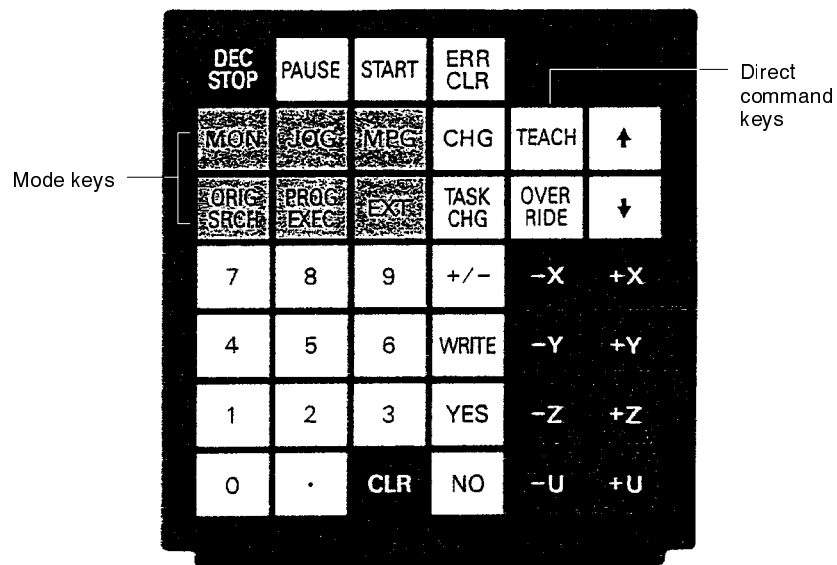 DEC
STOP
PAUSE
START
ERR
CLR
Direct
command
keys
MON
JOG
MPG
CHG
TEACH
Mode keys
ORIG
SRCH
PROG
EXEC
EXT
TASK
CHG
OVER
RIDE
7
8
9
+/−
−X
+X
4
5
6
WRITE
−Y
+Y
1
2
3
YES
−Z
+Z
0
.
CLR
NO
−U
+U